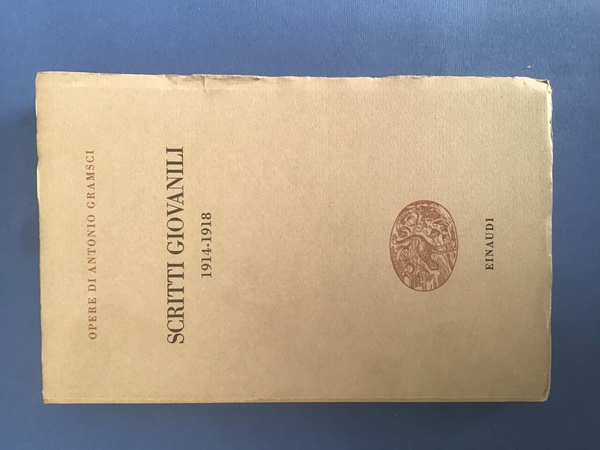 OPERE DI ANTONIO GRAMSCI
SCRITTI GIOVANILI
1914-1918
EINAUDI